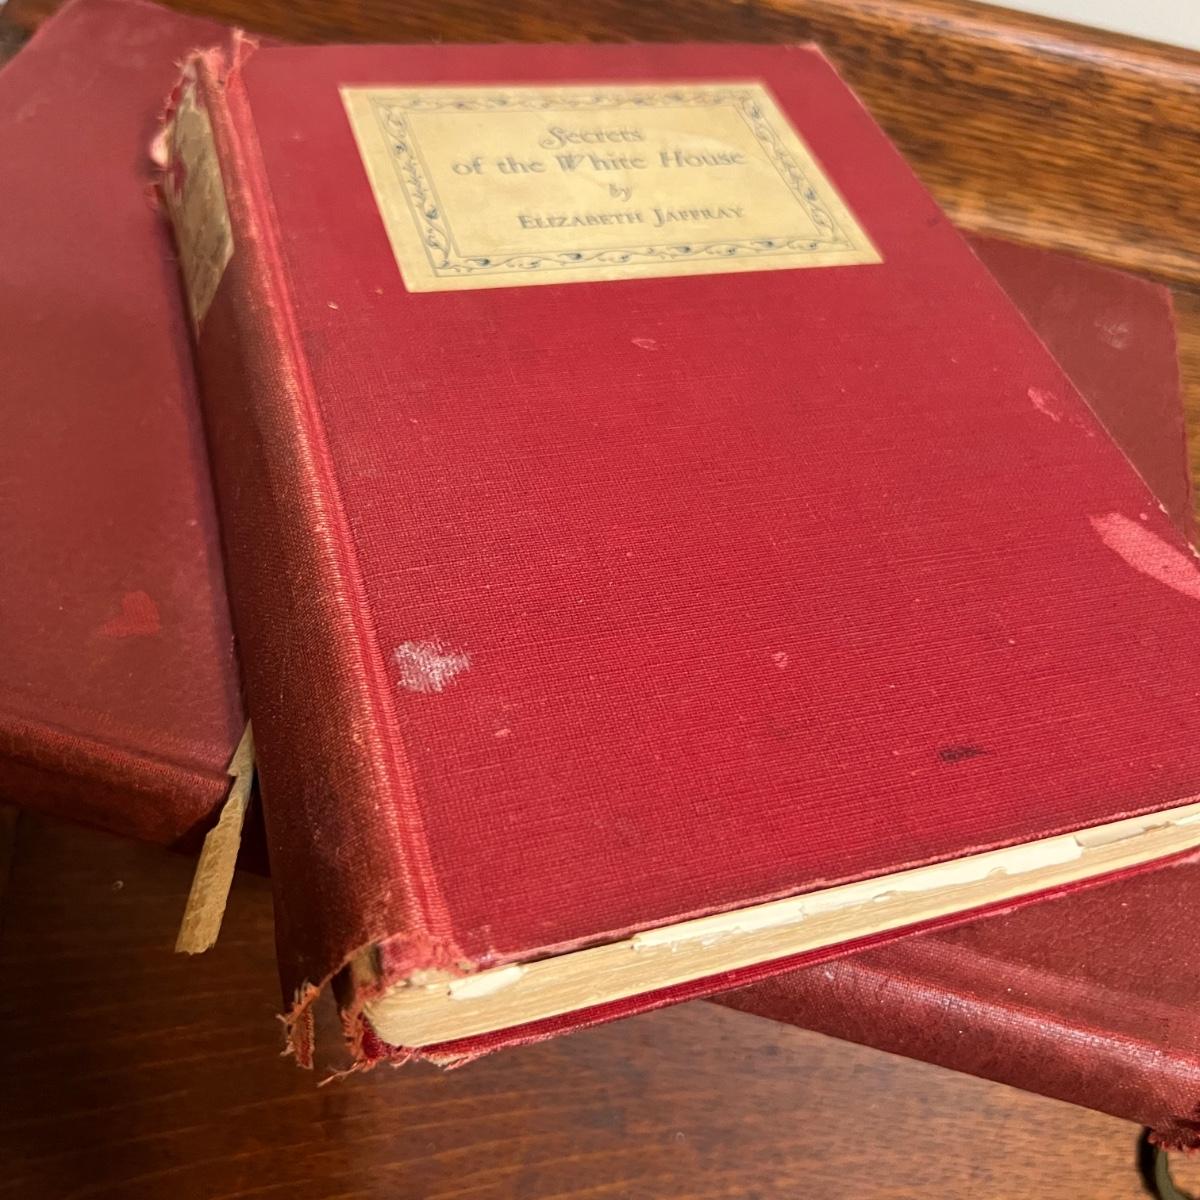 Secrets
of the White House
by
ELIZABETH JAFFRAY